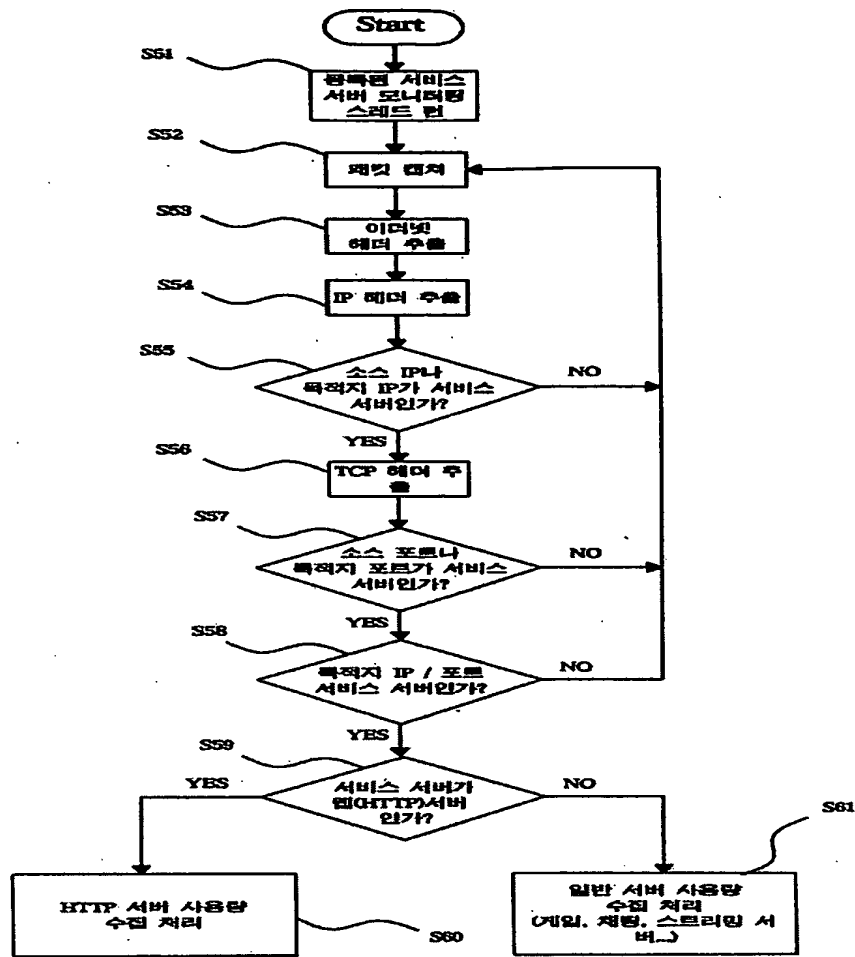 Start
S51
등록된 서비스
서버 모니터링
스레드 런
S52
패킷 캡쳐
S53
이더넷
헤더 추출
S54
IP 헤더 추출
S55
소스 IP나
목적지 IP가 서비스
서버인가?
NO
YES
S56
TCP 헤더 추
출
S57
소스 포트나
목적지 포트가 서비스
서버인가?
NO
YES
S58
목적지 IP / 포트
서비스 서버인가?
NO
YES
S59
서비스 서버가
웹(HTTP)서버
인가?
YES
NO
S61
HTTP 서버 사용량
수집 처리
S60
일반 서버 사용량
수집 처리
(게임, 채팅, 스트리밍 서
버...)